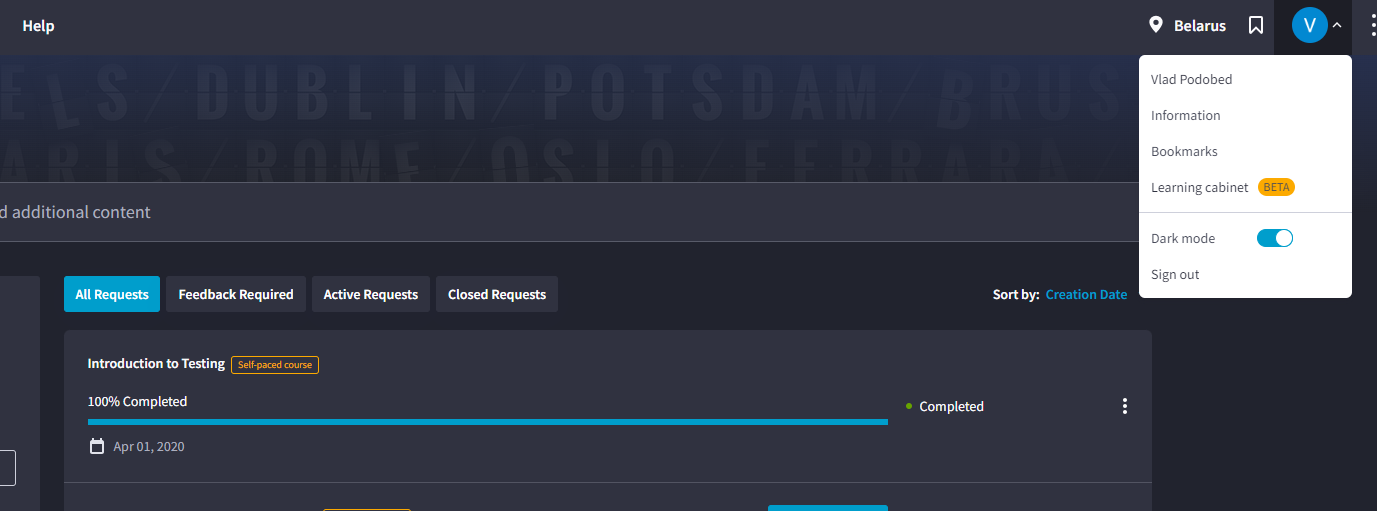 Help
Belarus
V
ELS / DUBLIN / POTSDAM / BRUS
ARIS / ROME / OSLO / FERRARA /
Vlad Podobed
Information
Bookmarks
Learning cabinet BETA
d additional content
Dark mode
Sign out
All Requests Feedback Required Active Requests Closed Requests
Sort by: Creation Date
Introduction to Testing Self-paced course
100% Completed
Completed
Apr 01, 2020